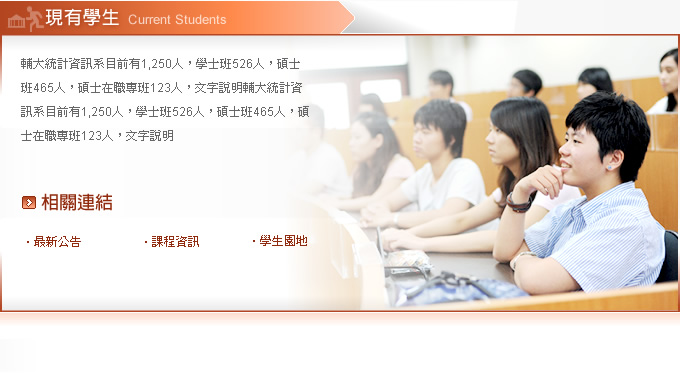 現有學生 Current Students
輔大統計資訊系目前有1,250人，學士班526人，碩士
班465人，碩士在職專班123人，文字說明輔大統計資
訊系目前有1,250人，學士班526人，碩士班465人，碩
士在職專班123人，文字說明
相關連結
·最新公告 ·課程資訊 ·學生園地